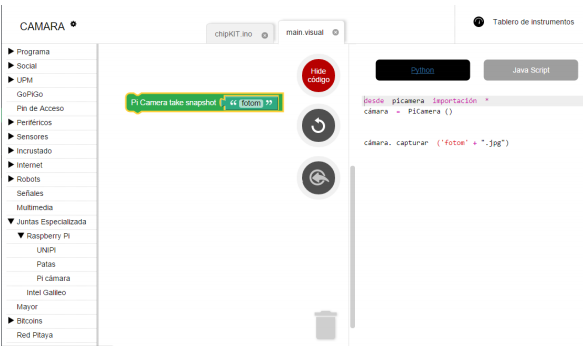 CAMARA
chipKIT.ino
main.visual
Tablero de instrumentos
Programa
Social
UPM
GoPiGo
Pin de Acceso
Periféricos
Sensores
Incrustado
Internet
Robots
Señales
Multimedia
Juntas Especializada
Raspberry Pi
UNIPI
Patas
Pi cámara
Intel Galileo
Mayor
Bitcoins
Red Pitaya
Pi Camera take snapshot “ fotom ”
Hide
código
Python
Java Script
desde picamera importación *
cámara = PiCamera ()
cámara. capturar ('fotom' + ".jpg")